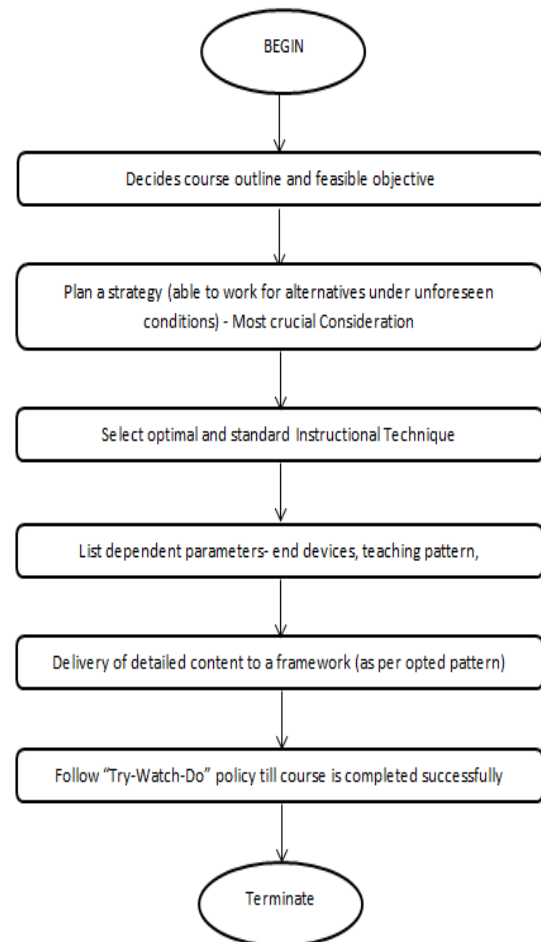 BEGIN
Decides course outline and feasible objective
Plan a strategy (able to work for alternatives under unforeseen
conditions) - Most crucial Consideration
Select optimal and standard Instructional Technique
List dependent parameters- end devices, teaching pattern,
Delivery of detailed content to a framework (as per opted pattern)
Follow “Try-Watch-Do” policy till course is completed successfully
Terminate